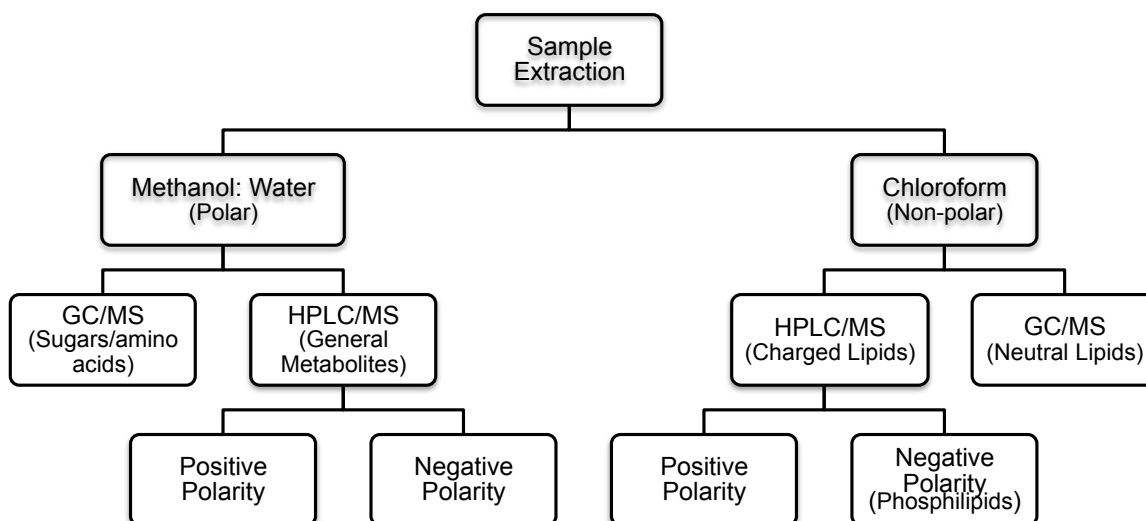 Sample
Extraction
Methanol: Water
(Polar)
Chloroform
(Non-polar)
GC/MS
(Sugars/amino
acids)
HPLC/MS
(General
Metabolites)
HPLC/MS
(Charged Lipids)
GC/MS
(Neutral Lipids)
Positive
Polarity
Negative
Polarity
Positive
Polarity
Negative
Polarity
(Phosphilipids)